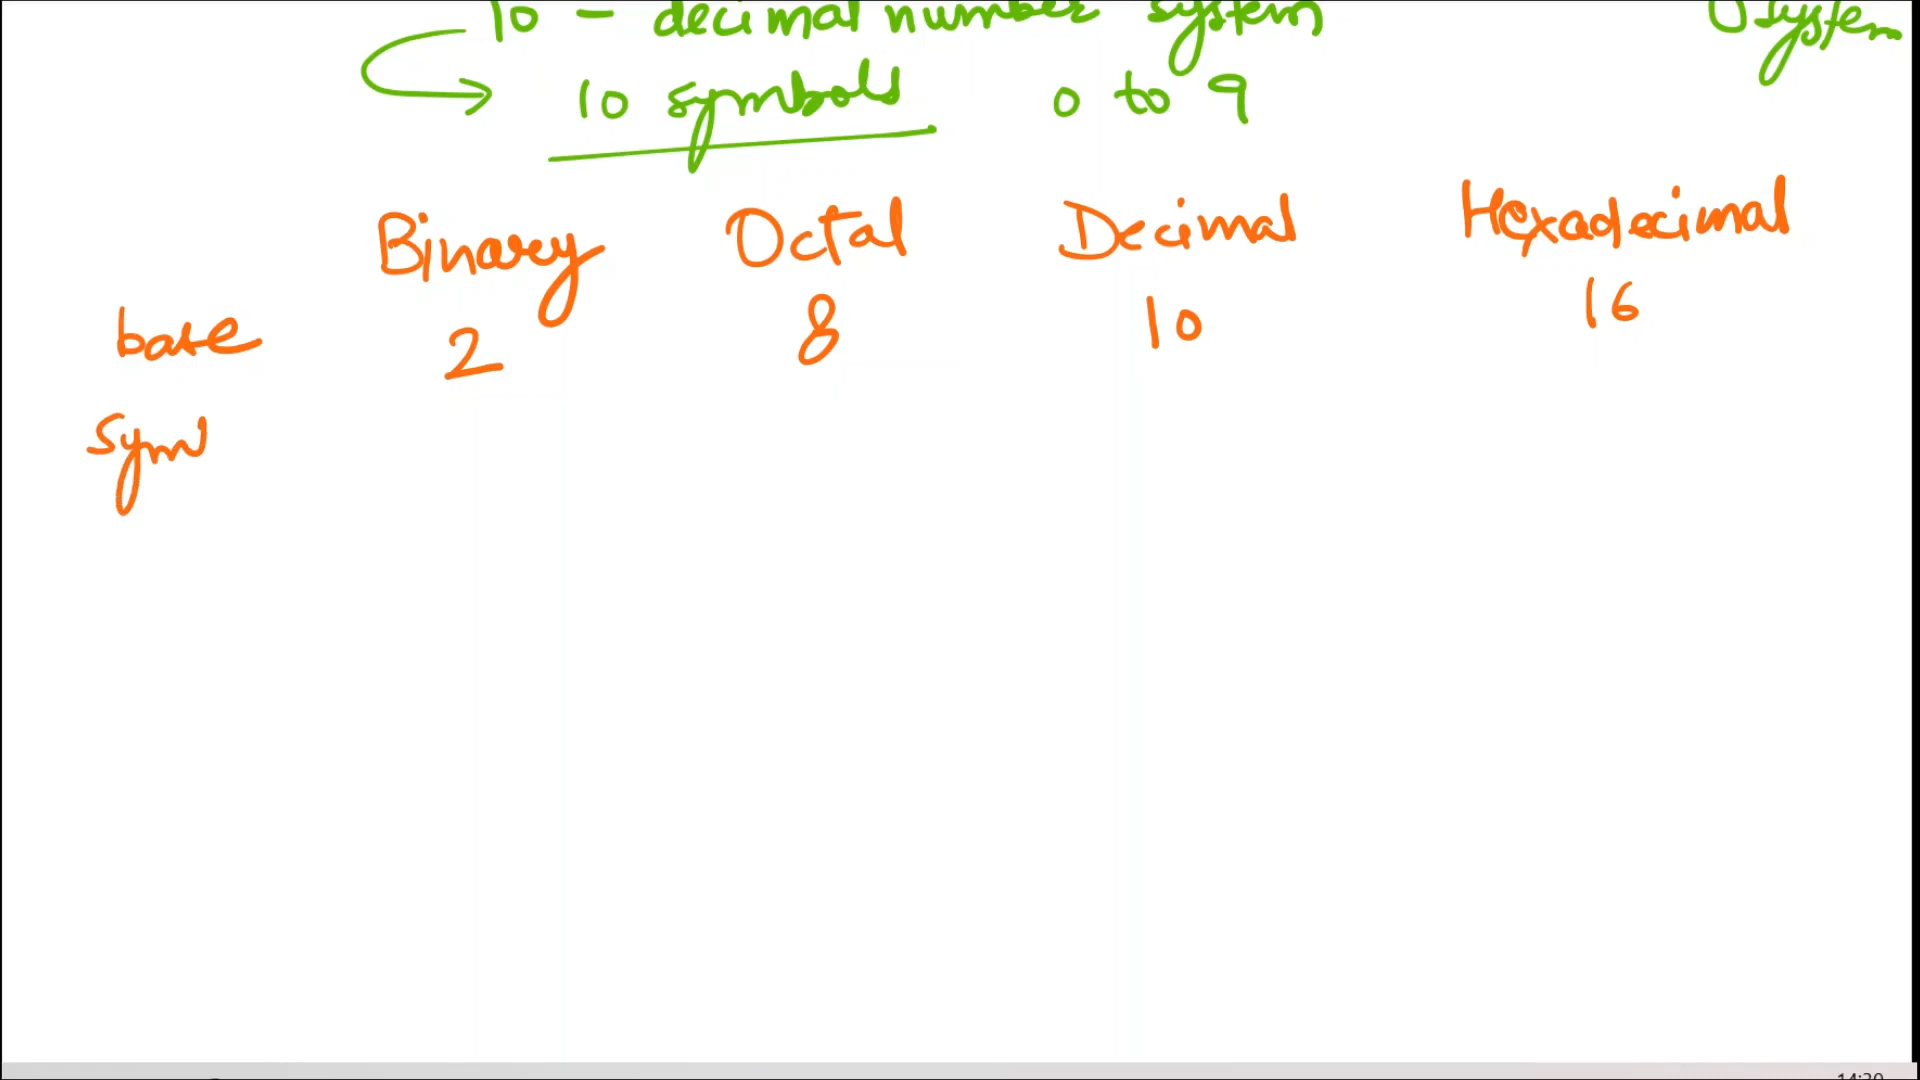 10 - decimal number system
system
10 symbols 0 to 9
Binary Octal Decimal Hexadecimal
base 2 8 10 16
sym